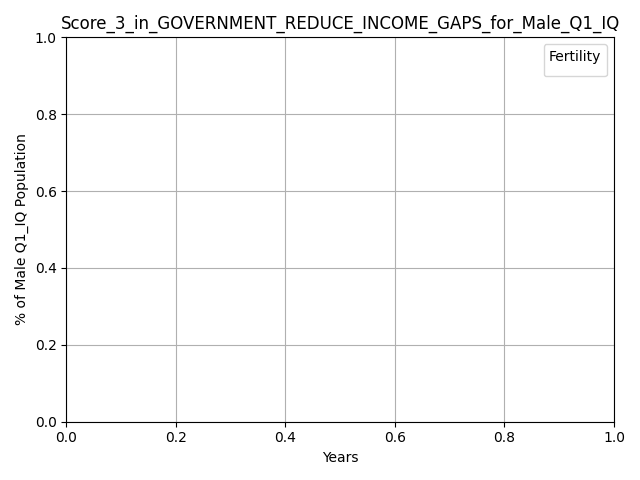 Score_3_in_GOVERNMENT_REDUCE_INCOME_GAPS_for_Male_Q1_IQ
Fertility
1.0
0.8
0.6
0.4
0.2
0.0
% of Male Q1_IQ Population
0.0 0.2 0.4 0.6 0.8 1.0
Years